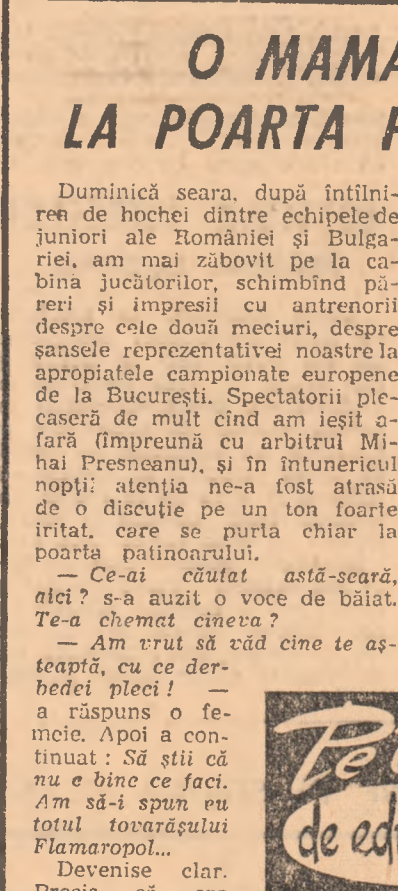 O MAMA
LA POARTA
Duminică seara, după întîlni-
rea de hochei dintre echipele de
juniori ale României și Bulga-
riei, am mai zăbovit pe la ca-
bina jucătorilor, schimbînd pă-
reri și impresii cu antrenorii
despre cele două meciuri, despre
șansele reprezentativei noastre la
apropiatele campionate europene
de la București. Spectatorii ple-
caseră de mult cînd am ieșit a-
fară (împreună cu arbitrul Mi-
hai Presneanu), și în întunericul
nopții atenția ne-a fost atrasă
de o discuție pe un ton foarte
iritat, care se purta chiar la
poarta patinoarului.
— Ce-ai căutat astă-seară,
aici? s-a auzit o voce de băiat.
Te-a chemat cineva?
— Am vrut să văd cine te aș-
teaptă, cu ce der-
bedei pleci! —
a răspuns o fe-
meie. Apoi a con-
tinuat: Să știi că
nu e bine ce faci.
Am să-i spun eu
totul tovarășului
Flamaropol...
Devenise clar.
Pe
de ed